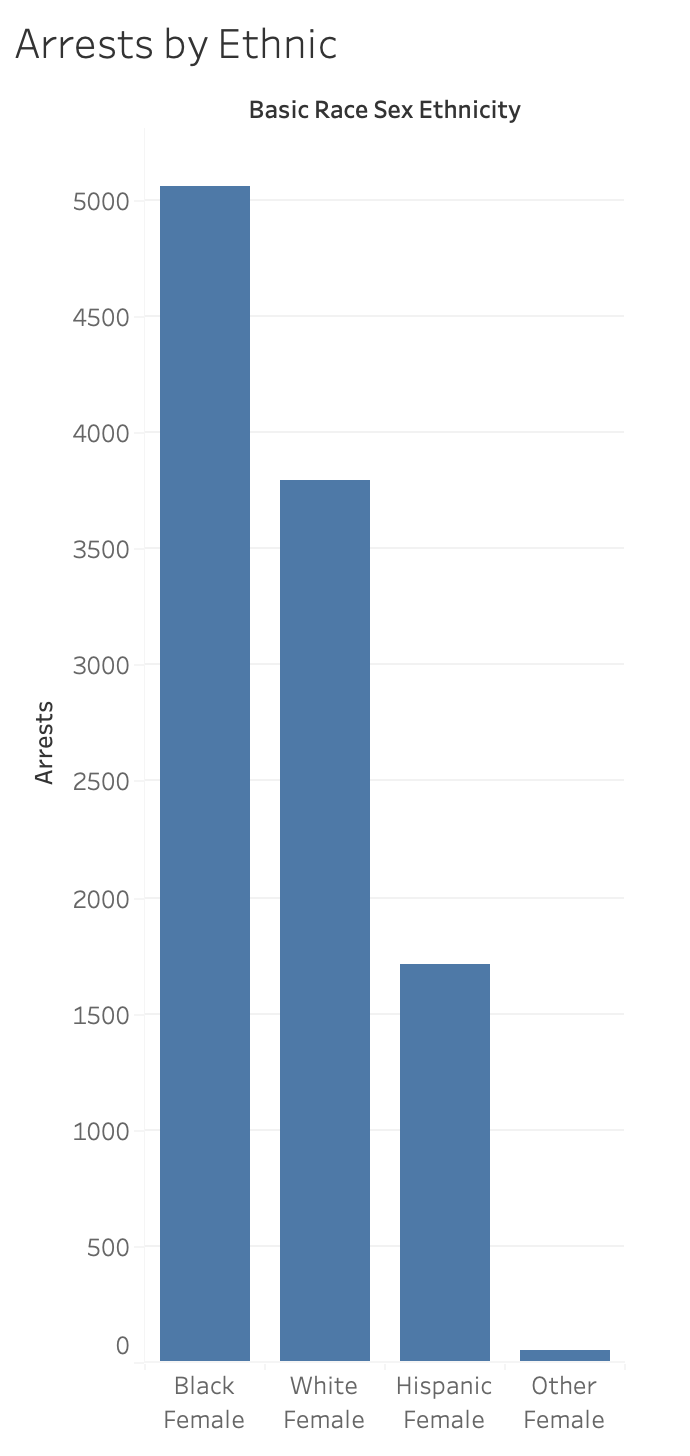 Arrests by Ethnic
Basic Race Sex Ethnicity
5000
4500
4000
3500
3000
2500
2000
1500
1000
500
0
Arrests
Black
Female
White
Female
Hispanic
Female
Other
Female